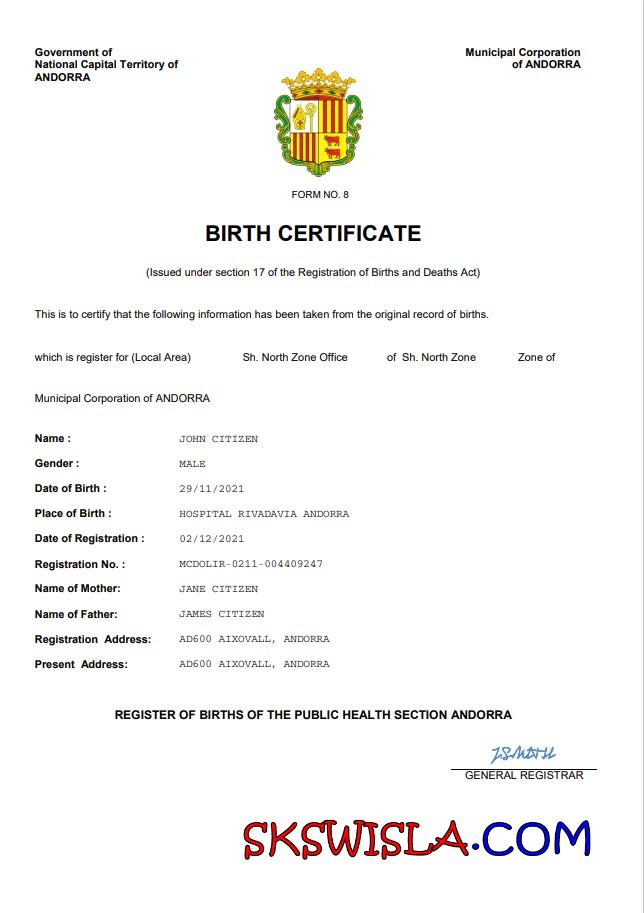 Government of
National Capital Territory of
ANDORRA
Municipal Corporation
of ANDORRA
FORM NO. 8
BIRTH CERTIFICATE
(Issued under section 17 of the Registration of Births and Deaths Act)
This is to certify that the following information has been taken from the original record of births.
which is register for (Local Area) Sh. North Zone Office of Sh. North Zone Zone of
Municipal Corporation of ANDORRA
Name : JOHN CITIZEN
Gender : MALE
Date of Birth : 29/11/2021
Place of Birth : HOSPITAL RIVADAVIA ANDORRA
Date of Registration : 02/12/2021
Registration No. : MCDOLIR-0211-004409247
Name of Mother: JANE CITIZEN
Name of Father: JAMES CITIZEN
Registration Address: AD600 AIXOVALL, ANDORRA
Present Address: AD600 AIXOVALL, ANDORRA
REGISTER OF BIRTHS OF THE PUBLIC HEALTH SECTION ANDORRA
GENERAL REGISTRAR
SKSWISLA.COM